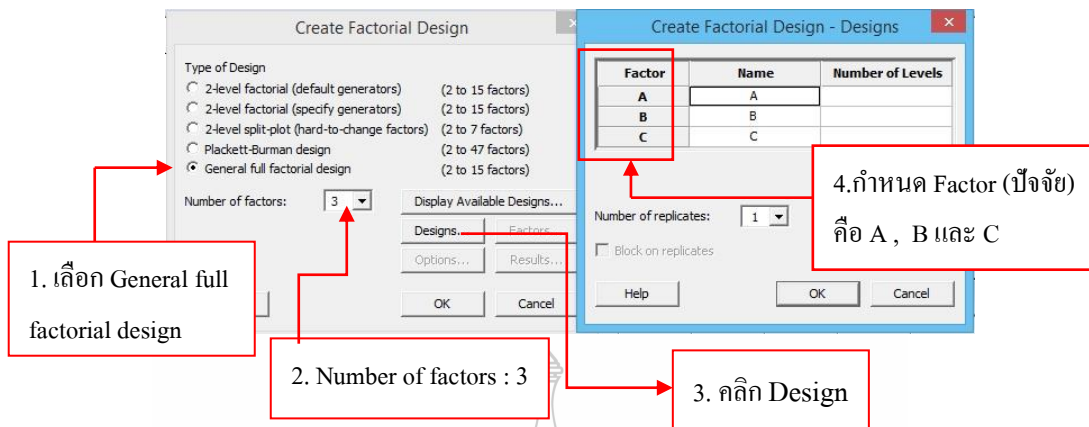 Create Factorial Design
Type of Design
2-level factorial (default generators) (2 to 15 factors)
2-level factorial (specify generators) (2 to 15 factors)
2-level split-plot (hard-to-change factors) (2 to 7 factors)
Plackett-Burman design (2 to 47 factors)
General full factorial design (2 to 15 factors)
Number of factors: 3
Display Available Designs...
Designs... Factors...
Options... Results...
OK Cancel
Create Factorial Design - Designs
Factor Name Number of Levels
A A
B B
C C
Number of replicates: 1
Block on replicates
Help OK Cancel
1. เลือก General full
factorial design
2. Number of factors : 3
3. คลิก Design
4.กำหนด Factor (ปัจจัย)
คือ A , B และ C